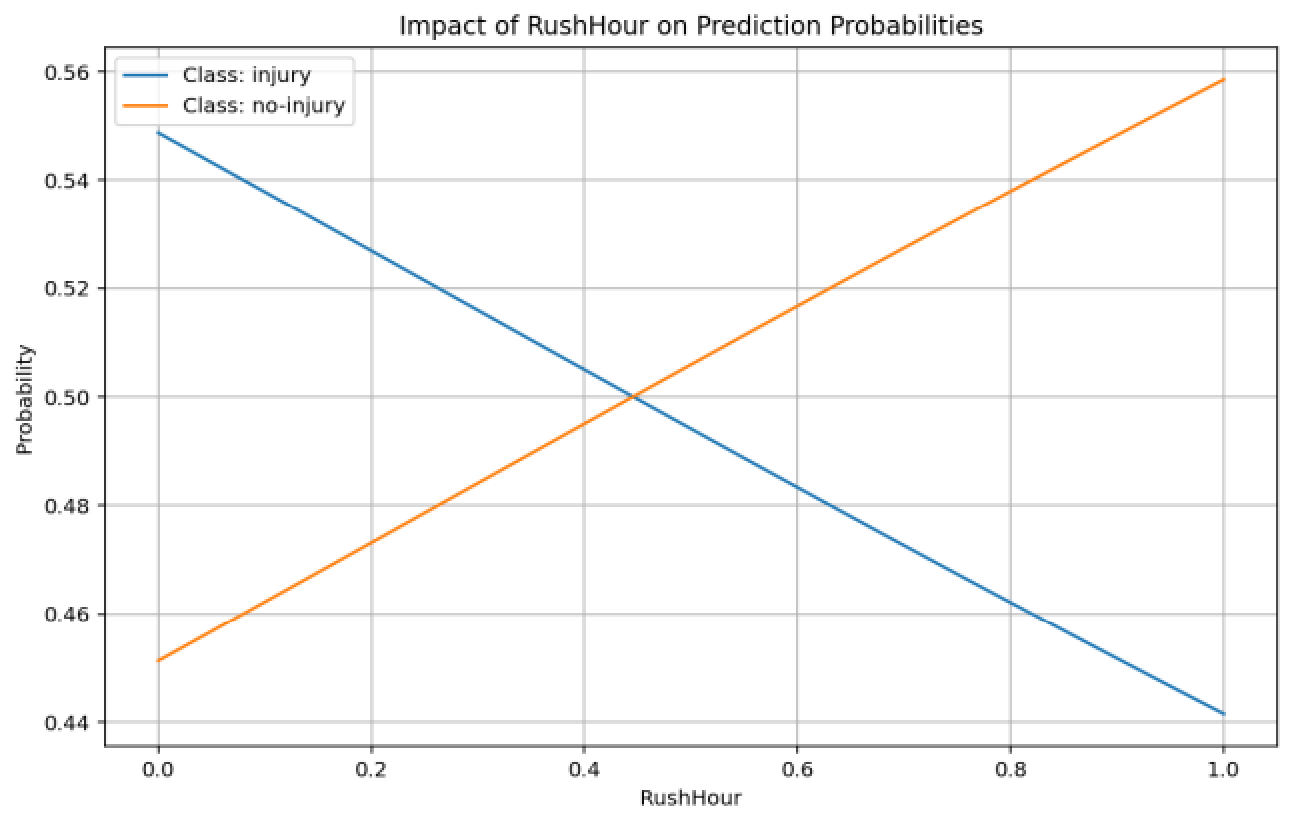 Impact of RushHour on Prediction Probabilities
Class: injury
Class: no-injury
0.56
0.54
0.52
0.50
0.48
0.46
0.44
Probability
0.0 0.2 0.4 0.6 0.8 1.0
RushHour